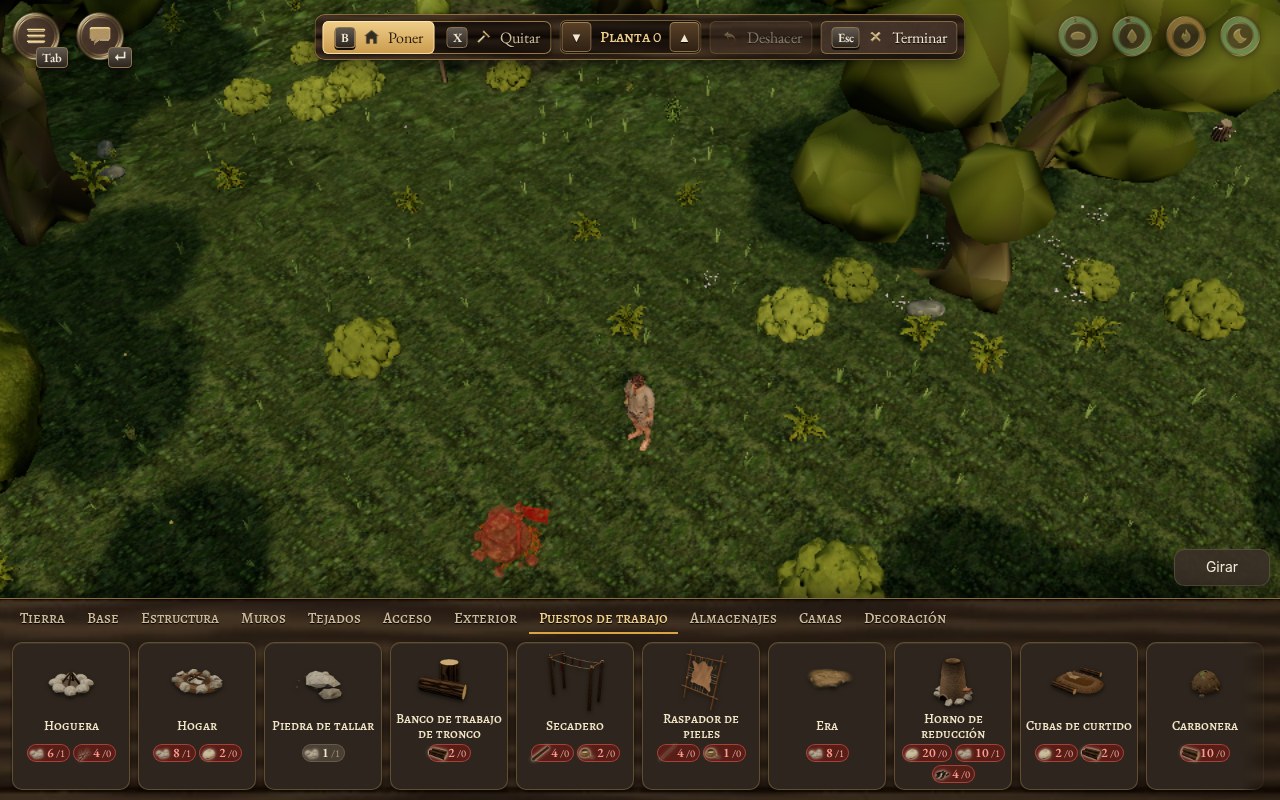 B Poner X Quitar ▼ Planta 0 ▲ Deshacer Esc ✕ Terminar
Tab ↵
Girar
Tierra Base Estructura Muros Tejados Acceso Exterior Puestos de trabajo Almacenajes Camas Decoración
Hoguera
6/1 4/0
Hogar
8/1 2/0
Piedra de tallar
1/1
Banco de trabajo
de tronco
2/0
Secadero
4/0 2/0
Raspador de
pieles
4/0 1/0
Era
8/1
Horno de
reducción
20/0 10/1
4/0
Cubas de curtido
2/0 2/0
Carbonera
10/0